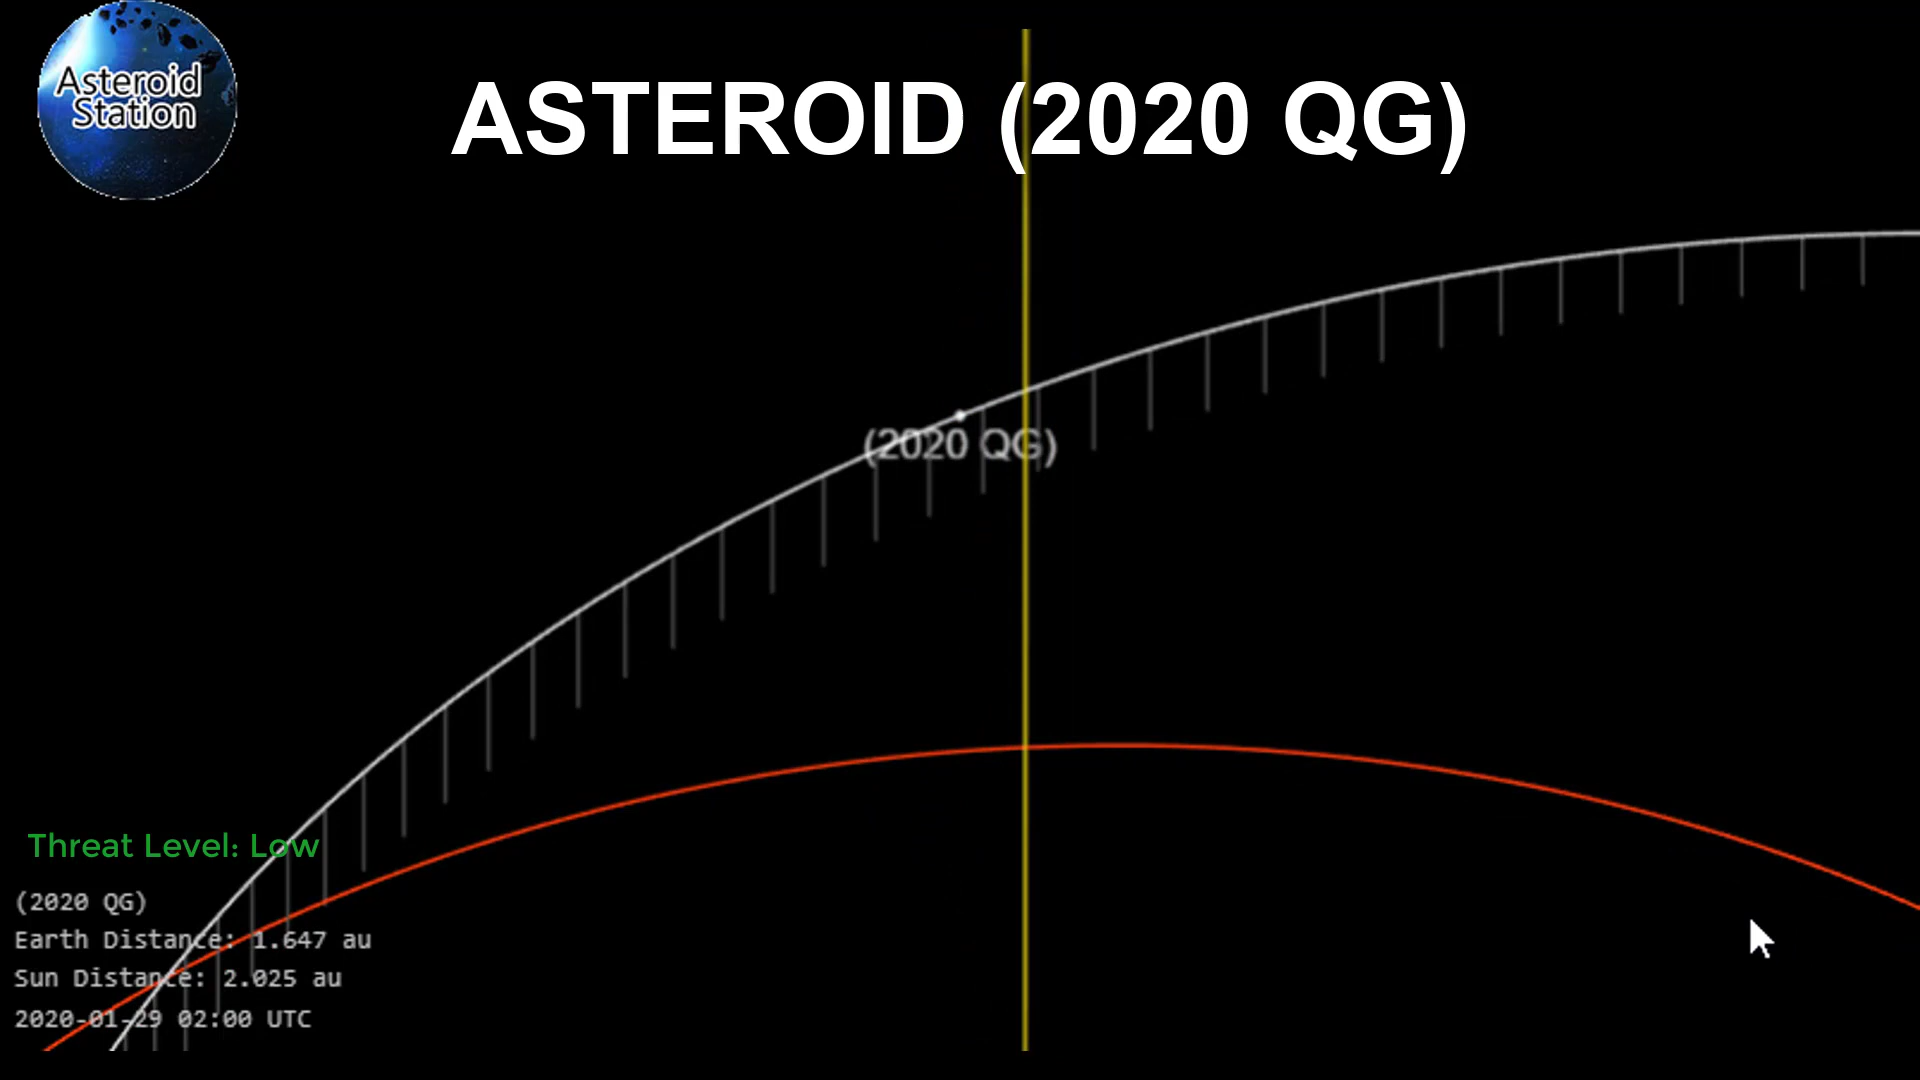 Asteroid
Station
ASTEROID (2020 QG)
(2020 QG)
Threat Level: Low
(2020 QG)
Earth Distance: 1.647 au
Sun Distance: 2.025 au
2020-01-29 02:00 UTC